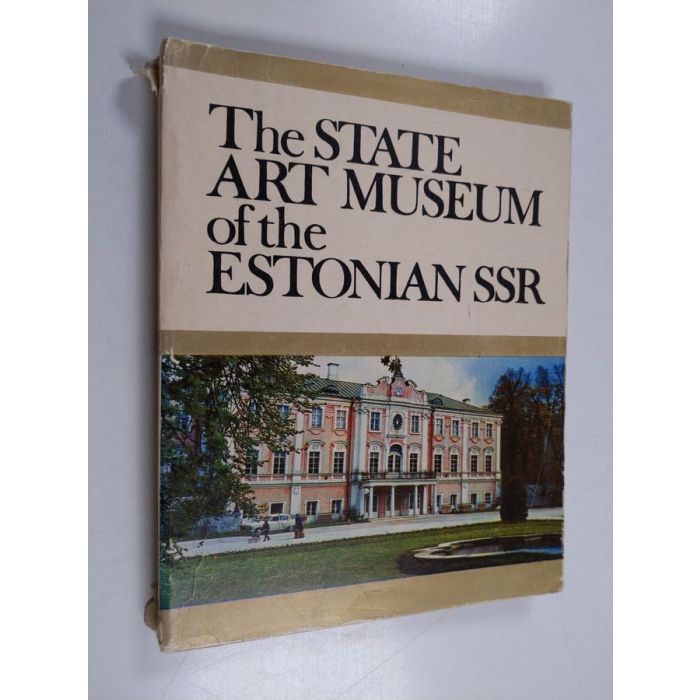 The STATE
ART MUSEUM
of the
ESTONIAN SSR